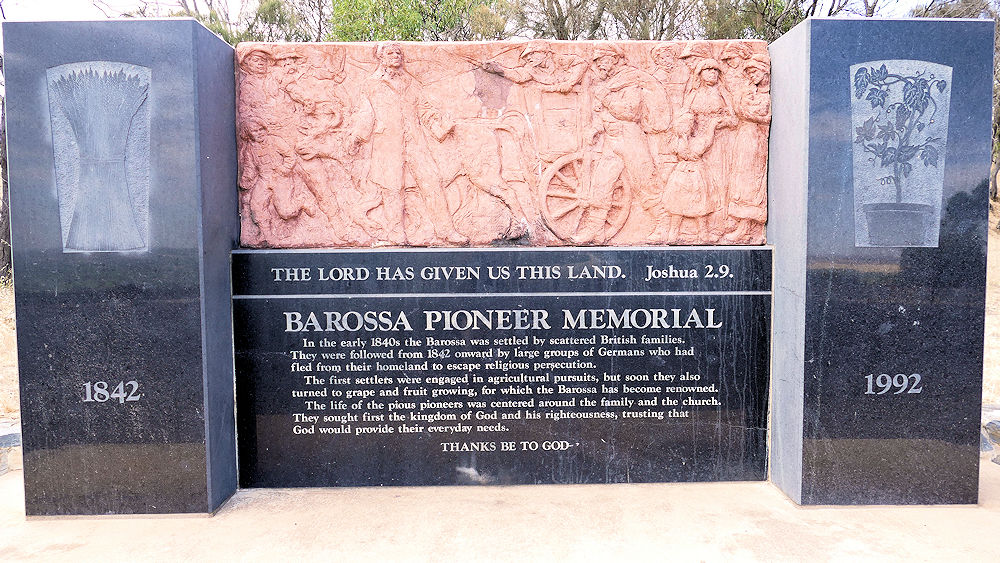 THE LORD HAS GIVEN US THIS LAND. Joshua 2.9.
BAROSSA PIONEER MEMORIAL
In the early 1840s the Barossa was settled by scattered British families.
They were followed from 1842 onward by large groups of Germans who had
fled from their homeland to escape religious persecution.
The first settlers were engaged in agricultural pursuits, but soon they also
turned to grape and fruit growing, for which the Barossa has become renowned.
The life of the pious pioneers was centered around the family and the church.
They sought first the kingdom of God and his righteousness, trusting that
God would provide their everyday needs.
THANKS BE TO GOD
1842
1992